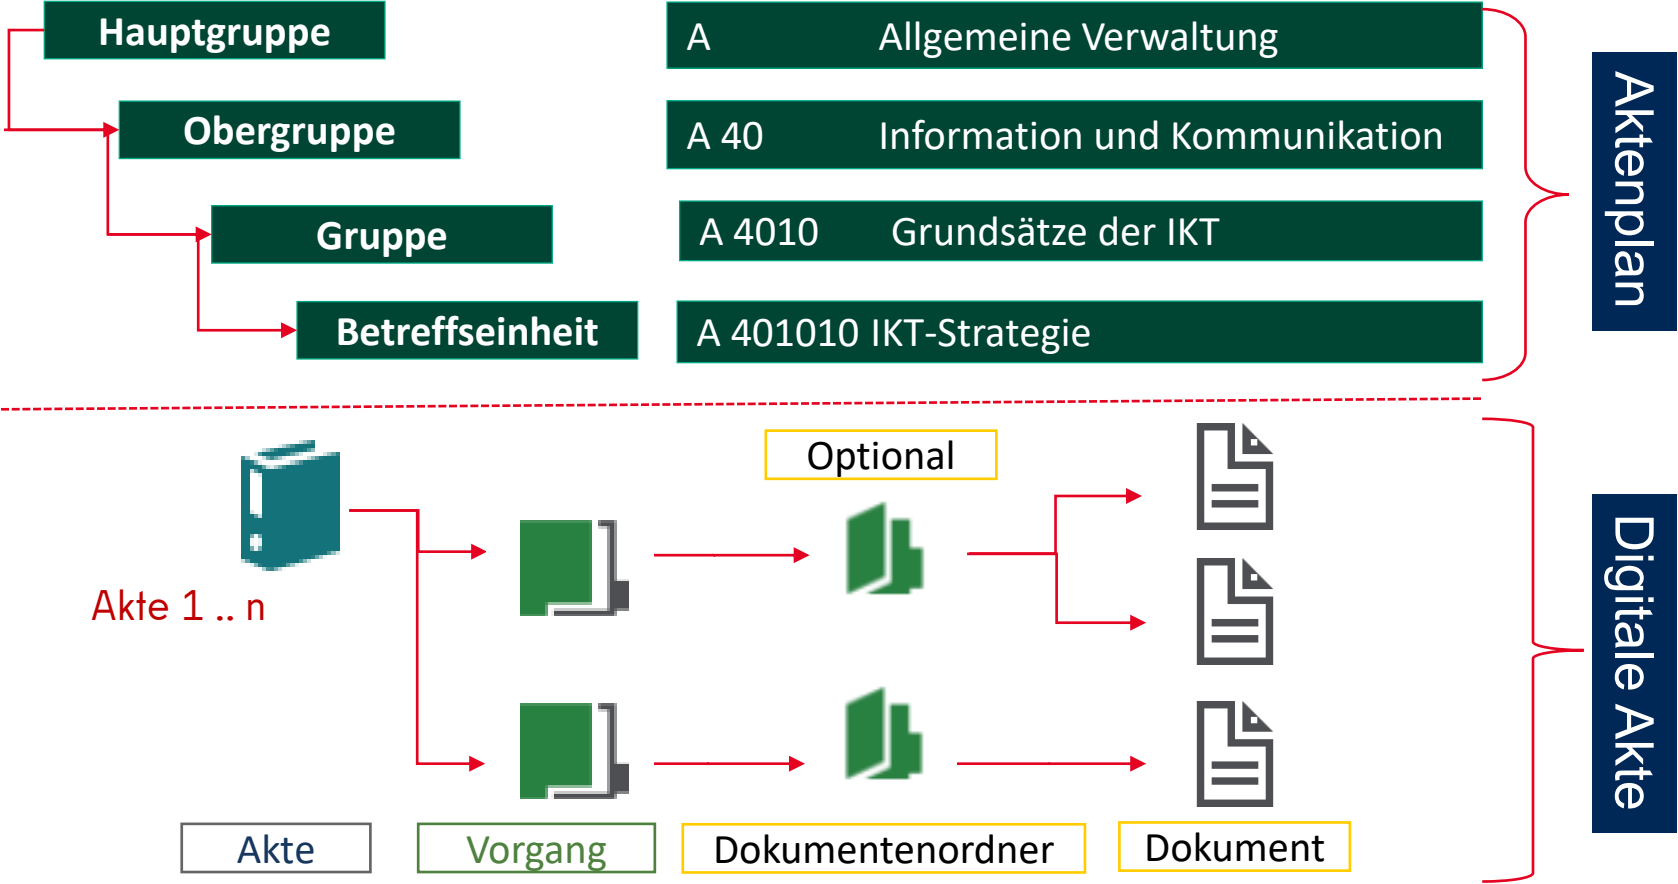 Hauptgruppe
A Allgemeine Verwaltung
Obergruppe
A 40 Information und Kommunikation
Gruppe
A 4010 Grundsätze der IKT
Betreffseinheit
A 401010 IKT-Strategie
Aktenplan
Optional
Akte 1 .. n
Digitale Akte
Akte
Vorgang
Dokumentenordner
Dokument